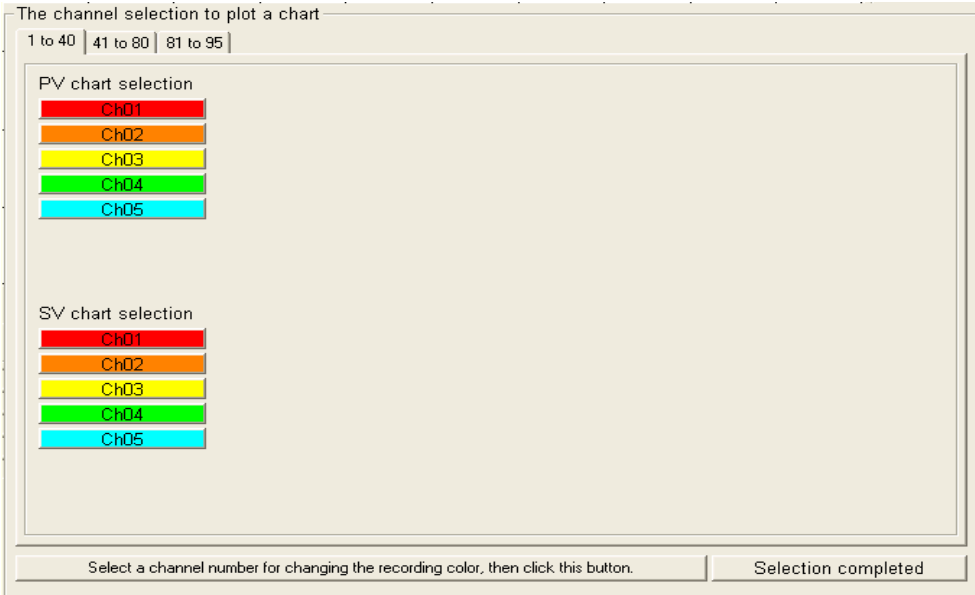 The channel selection to plot a chart
1 to 40 41 to 80 81 to 95
PV chart selection
Ch01
Ch02
Ch03
Ch04
Ch05
SV chart selection
Ch01
Ch02
Ch03
Ch04
Ch05
Select a channel number for changing the recording color, then click this button. Selection completed